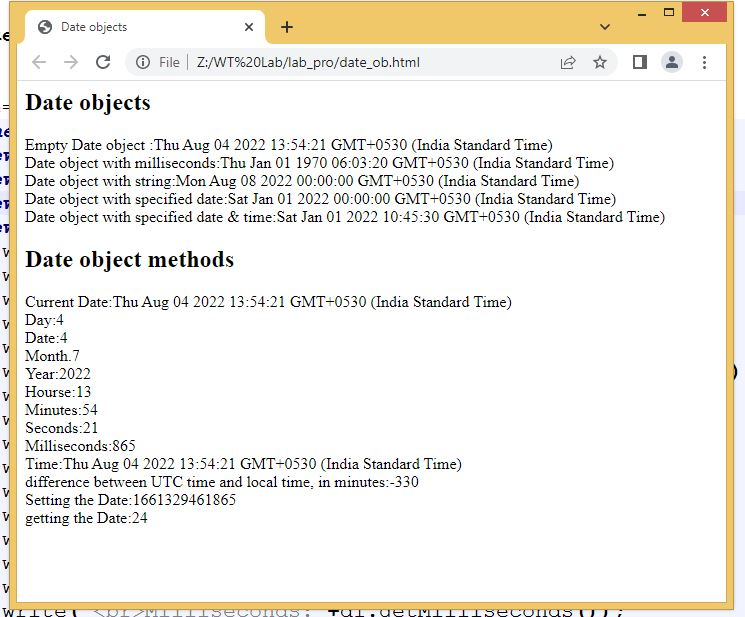 Date objects
File
Z:/WT%20Lab/lab_pro/date_ob.html
Date objects
Empty Date object :Thu Aug 04 2022 13:54:21 GMT+0530 (India Standard Time)
Date object with milliseconds:Thu Jan 01 1970 06:03:20 GMT+0530 (India Standard Time)
Date object with string:Mon Aug 08 2022 00:00:00 GMT+0530 (India Standard Time)
Date object with specified date:Sat Jan 01 2022 00:00:00 GMT+0530 (India Standard Time)
Date object with specified date & time:Sat Jan 01 2022 10:45:30 GMT+0530 (India Standard Time)
Date object methods
Current Date:Thu Aug 04 2022 13:54:21 GMT+0530 (India Standard Time)
Day:4
Date:4
Month.7
Year:2022
Hourse:13
Minutes:54
Seconds:21
Milliseconds:865
Time:Thu Aug 04 2022 13:54:21 GMT+0530 (India Standard Time)
difference between UTC time and local time, in minutes:-330
Setting the Date:1661329461865
getting the Date:24
write("<br>Milliseconds: "+d1.getMilliseconds());